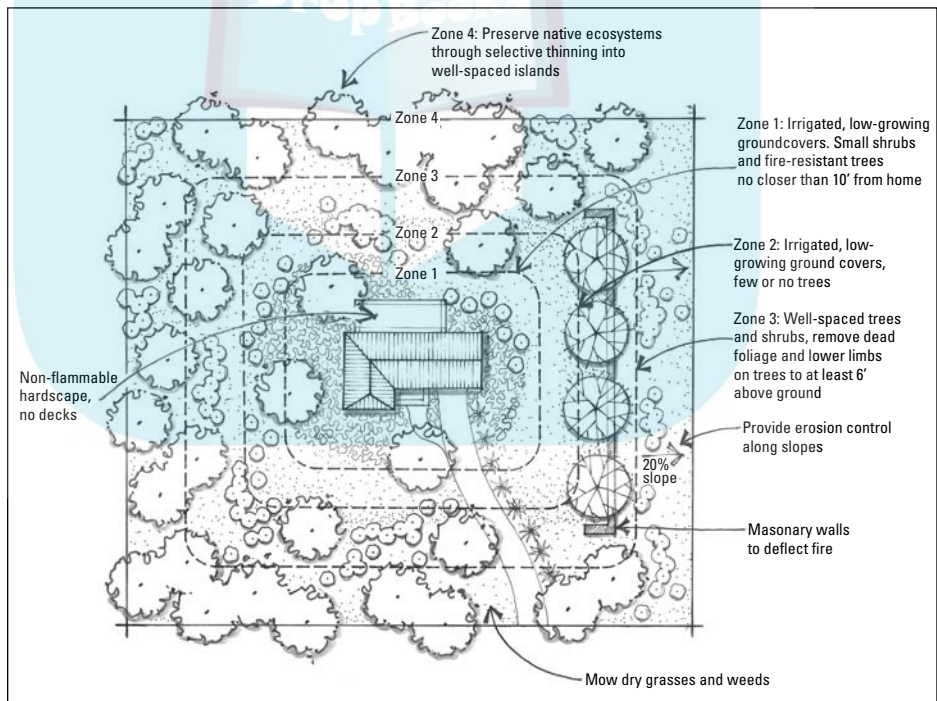 Drop Books
Zone 4: Preserve native ecosystems
through selective thinning into
well-spaced islands
Zone 4
Zone 1: Irrigated, low-growing
groundcovers. Small shrubs
and fire-resistant trees
no closer than 10' from home
Zone 3
Zone 2
Zone 2: Irrigated, low-
growing ground covers,
few or no trees
Zone 1
Zone 3: Well-spaced trees
and shrubs, remove dead
foliage and lower limbs
on trees to at least 6'
above ground
Non-flammable
hardscape,
no decks
Provide erosion control
along slopes
20%
slope
Masonary walls
to deflect fire
Mow dry grasses and weeds